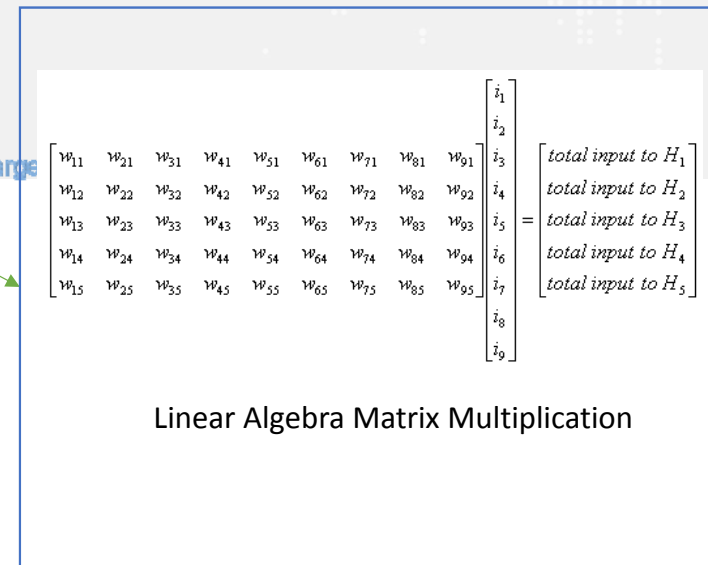 arge
i₁
i₂
w₁₁ w₂₁ w₃₁ w₄₁ w₅₁ w₆₁ w₇₁ w₈₁ w₉₁ i₃ total input to H₁
w₁₂ w₂₂ w₃₂ w₄₂ w₅₂ w₆₂ w₇₂ w₈₂ w₉₂ i₄ total input to H₂
w₁₃ w₂₃ w₃₃ w₄₃ w₅₃ w₆₃ w₇₃ w₈₃ w₉₃ i₅ = total input to H₃
w₁₄ w₂₄ w₃₄ w₄₄ w₅₄ w₆₄ w₇₄ w₈₄ w₉₄ i₆ total input to H₄
w₁₅ w₂₅ w₃₅ w₄₅ w₅₅ w₆₅ w₇₅ w₈₅ w₉₅ i₇ total input to H₅
i₈
i₉
Linear Algebra Matrix Multiplication